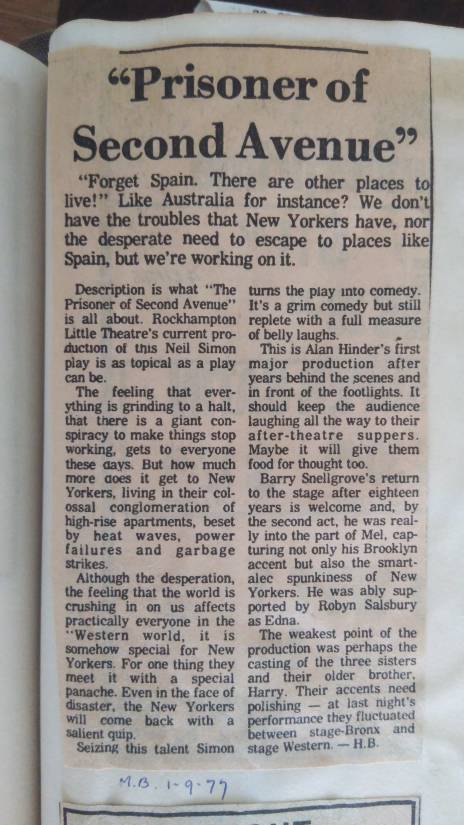 "Prisoner of
Second Avenue"
"Forget Spain. There are other places to
live!" Like Australia for instance? We don't
have the troubles that New Yorkers have, nor
the desperate need to escape to places like
Spain, but we're working on it.
Description is what "The
Prisoner of Second Avenue"
is all about. Rockhampton
Little Theatre's current pro-
duction of this Neil Simon
play is as topical as a play
can be.
The feeling that ever-
ything is grinding to a halt,
that there is a giant con-
spiracy to make things stop
working, gets to everyone
these days. But how much
more does it get to New
Yorkers, living in their col-
ossal conglomeration of
high-rise apartments, beset
by heat waves, power
failures and garbage
strikes.
Although the desperation,
the feeling that the world is
crushing in on us affects
practically everyone in the
"Western world, it is
somehow special for New
Yorkers. For one thing they
meet it with a special
panache. Even in the face of
disaster, the New Yorkers
will come back with a
salient quip.
Seizing this talent Simon
turns the play into comedy.
It's a grim comedy but still
replete with a full measure
of belly laughs.
This is Alan Hinder's first
major production after
years behind the scenes and
in front of the footlights. It
should keep the audience
laughing all the way to their
after-theatre suppers.
Maybe it will give them
food for thought too.
Barry Snellgrove's return
to the stage after eighteen
years is welcome and, by
the second act, he was real-
ly into the part of Mel, cap-
turing not only his Brooklyn
accent but also the smart-
alec spunkiness of New
Yorkers. He was ably sup-
ported by Robyn Salsbury
as Edna.
The weakest point of the
production was perhaps the
casting of the three sisters
and their older brother,
Harry. Their accents need
polishing — at last night's
performance they fluctuated
between stage-Bronx and
stage Western. — H.B.
M.B. 1-9-77